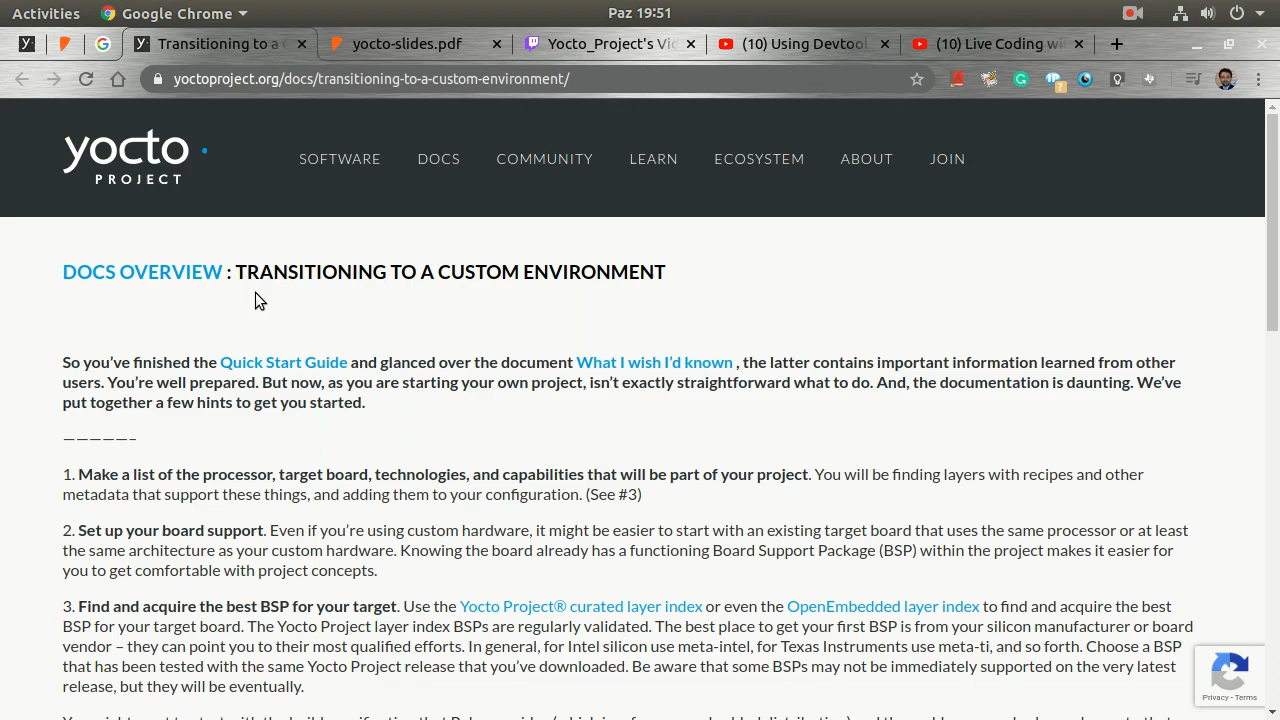 Activities Google Chrome Paz 19:51
Transitioning to a yocto-slides.pdf Yocto_Project's Vi (10) Using Devtool (10) Live Coding wi
yoctoproject.org/docs/transitioning-to-a-custom-environment/
yocto PROJECT
SOFTWARE DOCS COMMUNITY LEARN ECOSYSTEM ABOUT JOIN
DOCS OVERVIEW : TRANSITIONING TO A CUSTOM ENVIRONMENT
So you’ve finished the Quick Start Guide and glanced over the document What I wish I’d known , the latter contains important information learned from other
users. You’re well prepared. But now, as you are starting your own project, isn’t exactly straightforward what to do. And, the documentation is daunting. We’ve
put together a few hints to get you started.
——————–
1. Make a list of the processor, target board, technologies, and capabilities that will be part of your project. You will be finding layers with recipes and other
metadata that support these things, and adding them to your configuration. (See #3)
2. Set up your board support. Even if you’re using custom hardware, it might be easier to start with an existing target board that uses the same processor or at least
the same architecture as your custom hardware. Knowing the board already has a functioning Board Support Package (BSP) within the project makes it easier for
you to get comfortable with project concepts.
3. Find and acquire the best BSP for your target. Use the Yocto Project® curated layer index or even the OpenEmbedded layer index to find and acquire the best
BSP for your target board. The Yocto Project layer index BSPs are regularly validated. The best place to get your first BSP is from your silicon manufacturer or board
vendor – they can point you to their most qualified efforts. In general, for Intel silicon use meta-intel, for Texas Instruments use meta-ti, and so forth. Choose a BSP
that has been tested with the same Yocto Project release that you’ve downloaded. Be aware that some BSPs may not be immediately supported on the very latest
release, but they will be eventually.
Privacy - Terms